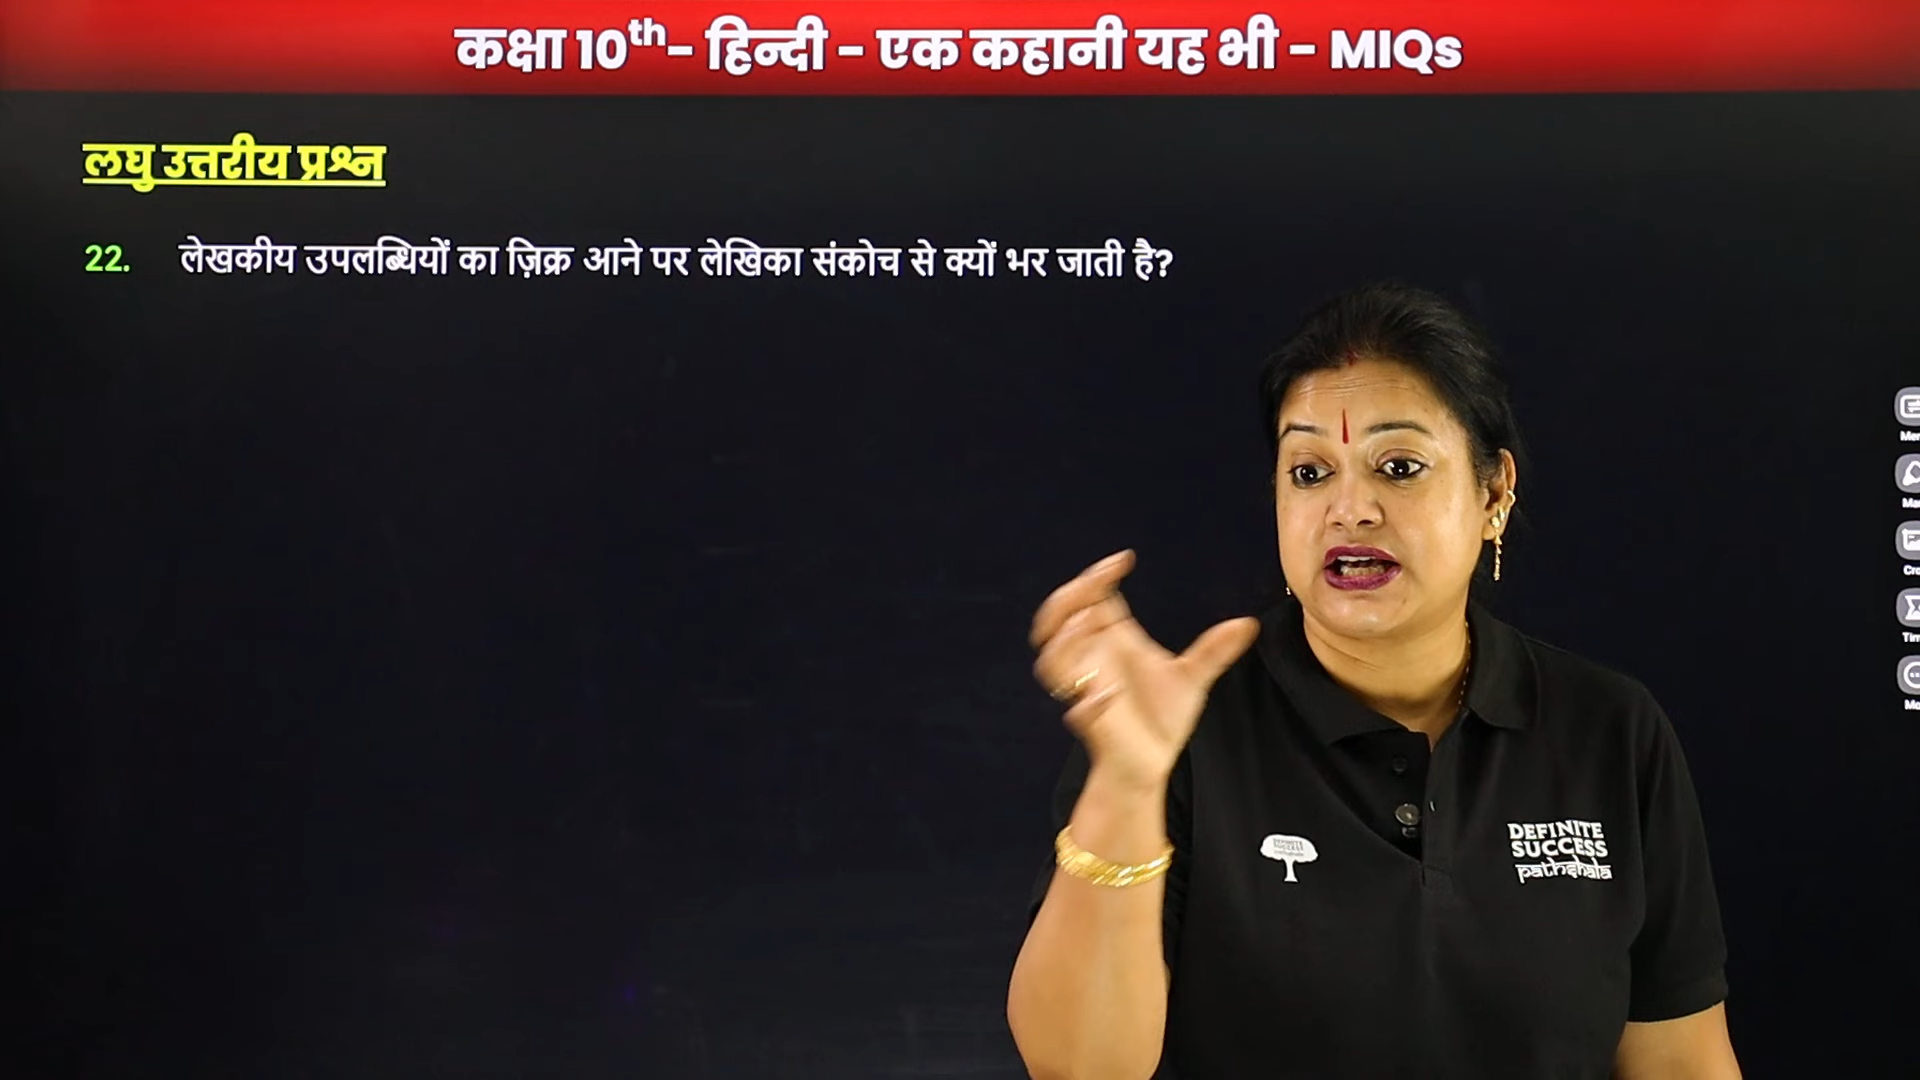 कक्षा 10th- हिन्दी - एक कहानी यह भी - MIQs
लघु उत्तरीय प्रश्न
22. लेखकीय उपलब्धियों का ज़िक्र आने पर लेखिका संकोच से क्यों भर जाती है?
DEFINITE
SUCCESS
pathshala